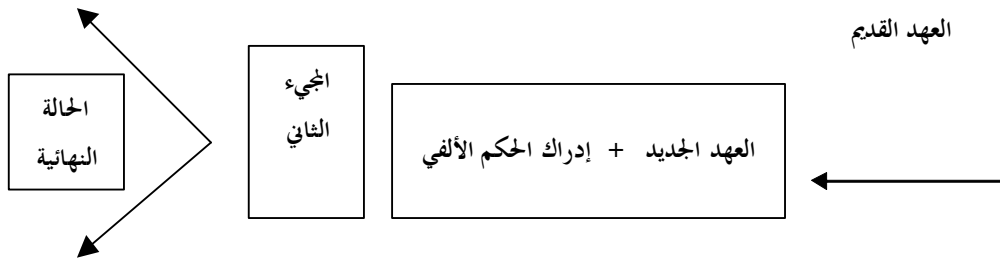 العهد القديم
العهد الجديد + إدراك الحكم الألفي
المجيء
الثاني
الحالة
النهائية